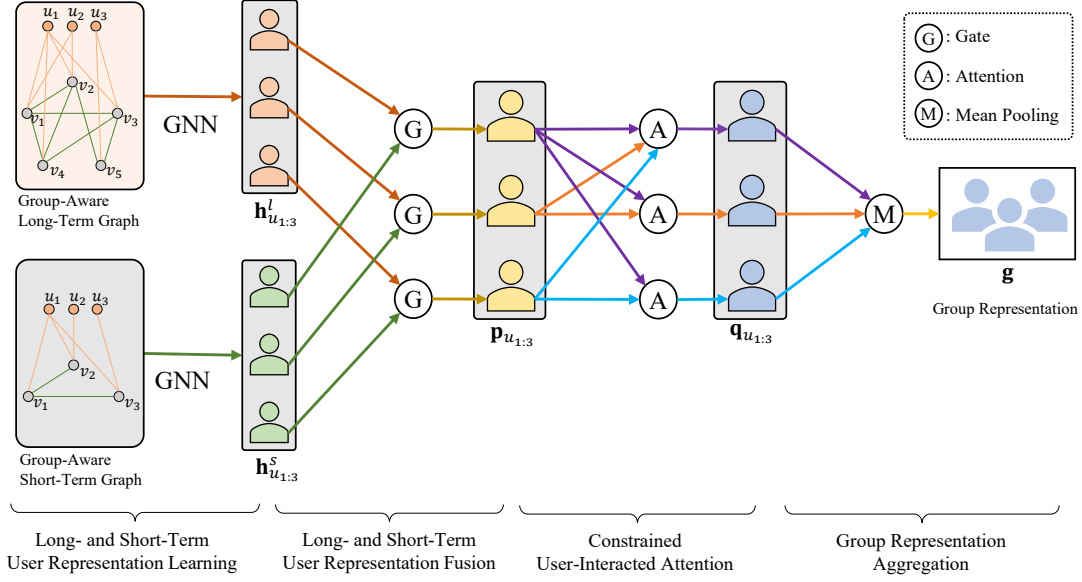 u₁ u₂ u₃
v₂
v₁ v₃
v₄ v₅
Group-Aware
Long-Term Graph
GNN
𝐡ˡ_{u₁:₃}
u₁ u₂ u₃
v₂
v₁ v₃
Group-Aware
Short-Term Graph
GNN
𝐡ˢ_{u₁:₃}
G
G
G
𝐩_{u₁:₃}
A
A
A
𝐪_{u₁:₃}
M
𝐠
Group Representation
G : Gate
A : Attention
M : Mean Pooling
Long- and Short-Term
User Representation Learning
Long- and Short-Term
User Representation Fusion
Constrained
User-Interacted Attention
Group Representation
Aggregation